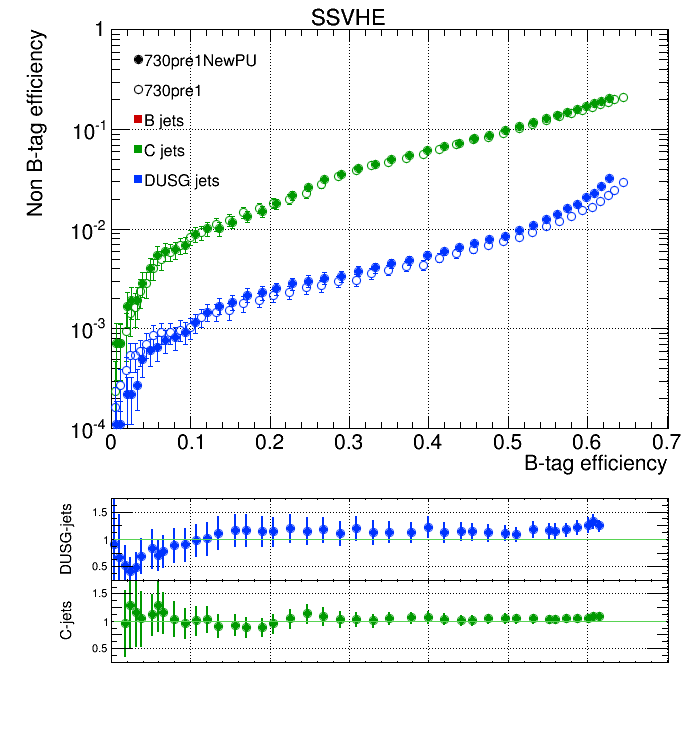 SSVHE
Non B-tag efficiency
1
10-1
10-2
10-3
10-4
730pre1NewPU
730pre1
B jets
C jets
DUSG jets
0 0.1 0.2 0.3 0.4 0.5 0.6 0.7
B-tag efficiency
DUSG-jets
1.5
1
0.5
C-jets
1.5
1
0.5